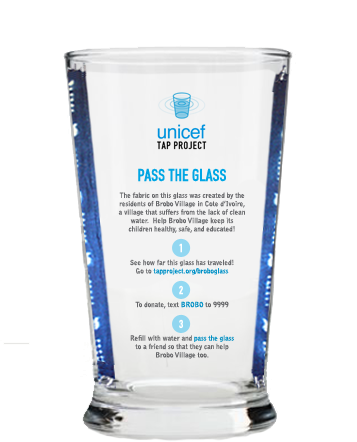 unicef
TAP PROJECT
PASS THE GLASS
The fabric on this glass was created by the
residents of Brobo Village in Cote d'Ivoire,
a village that suffers from the lack of clean
water. Help Brobo Village keep its
children healthy, safe, and educated!
1
See how far this glass has traveled!
Go to tapproject.org/broboglass
2
To donate, text BROBO to 9999
3
Refill with water and pass the glass
to a friend so that they can help
Brobo Village too.